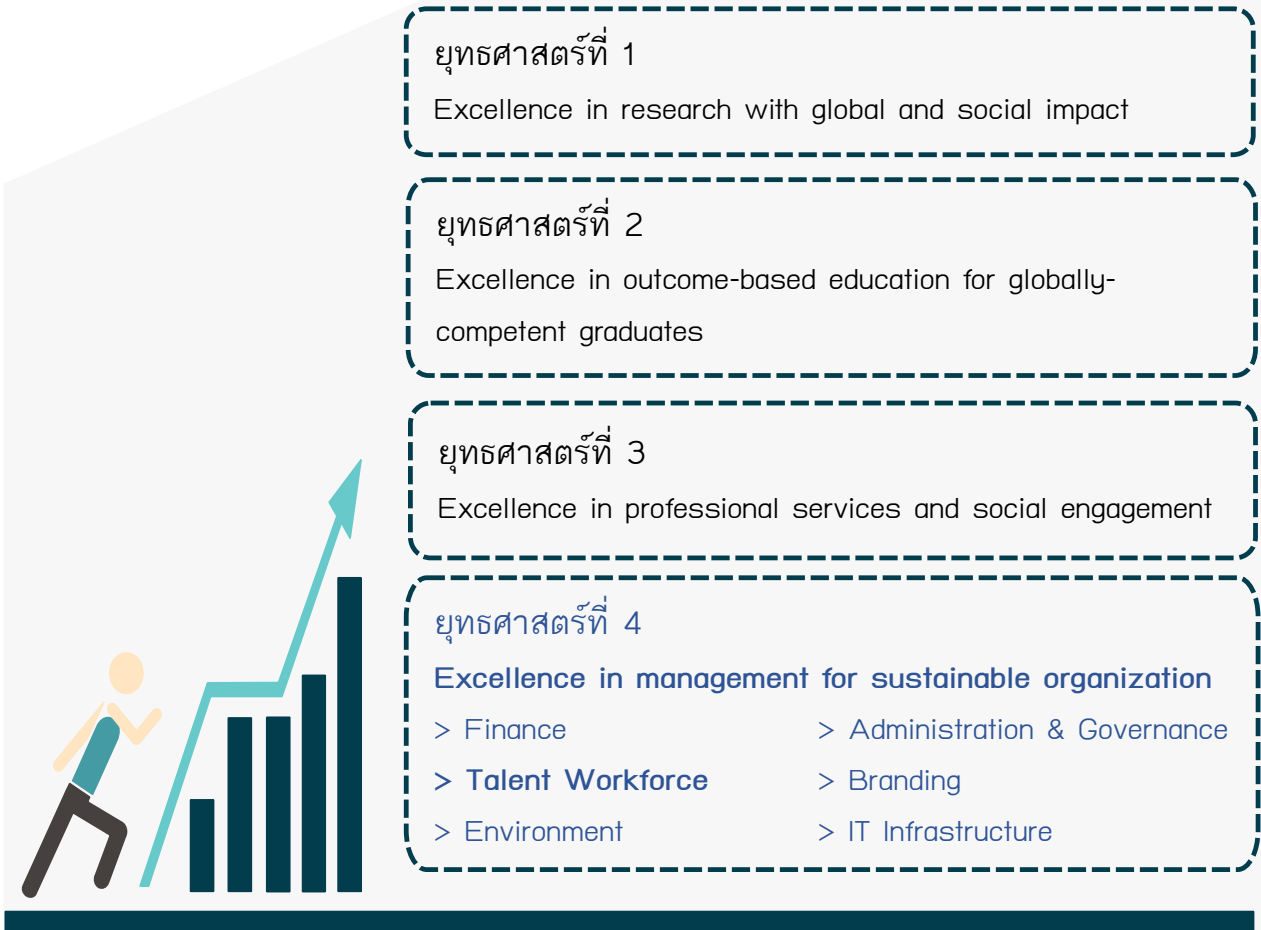 ยุทธศาสตร์ที่ 1
Excellence in research with global and social impact
ยุทธศาสตร์ที่ 2
Excellence in outcome-based education for globally-
competent graduates
ยุทธศาสตร์ที่ 3
Excellence in professional services and social engagement
ยุทธศาสตร์ที่ 4
Excellence in management for sustainable organization
> Finance > Administration & Governance
> Talent Workforce > Branding
> Environment > IT Infrastructure